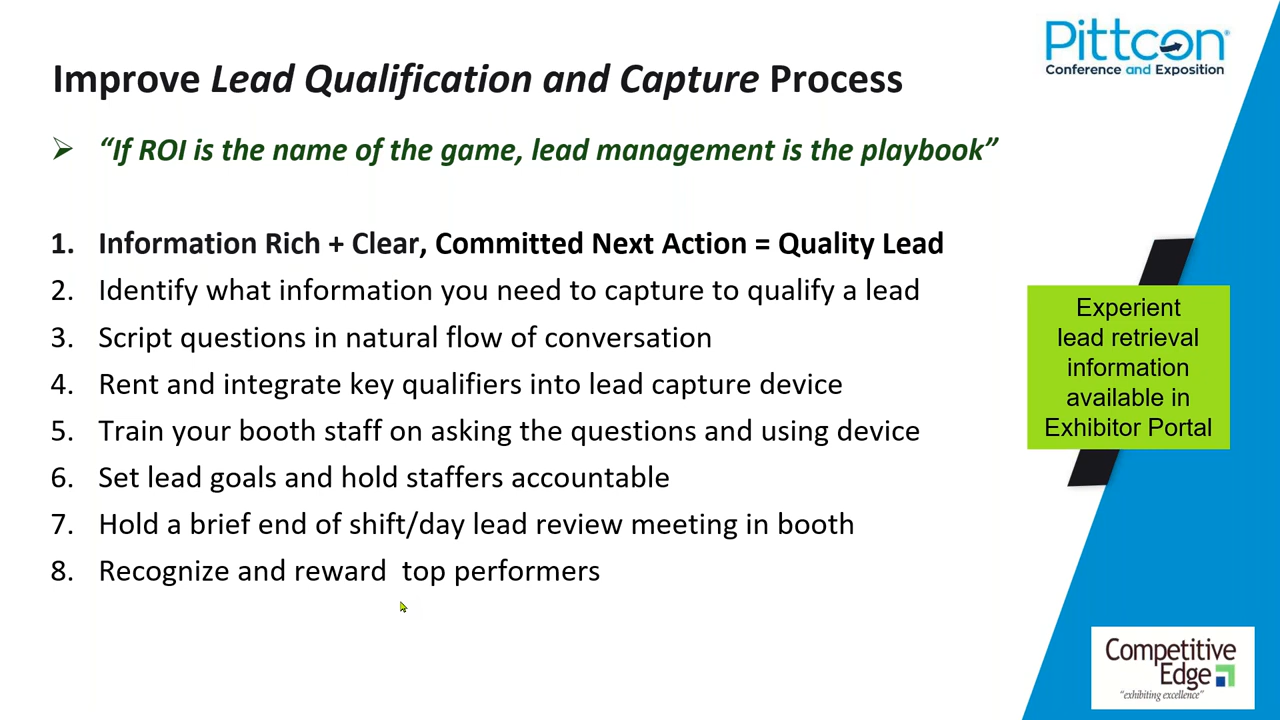 Pittcon®
Conference and Exposition
Improve Lead Qualification and Capture Process
“If ROI is the name of the game, lead management is the playbook”
1. Information Rich + Clear, Committed Next Action = Quality Lead
2. Identify what information you need to capture to qualify a lead
3. Script questions in natural flow of conversation
4. Rent and integrate key qualifiers into lead capture device
5. Train your booth staff on asking the questions and using device
6. Set lead goals and hold staffers accountable
7. Hold a brief end of shift/day lead review meeting in booth
8. Recognize and reward  top performers
Experient
lead retrieval
information
available in
Exhibitor Portal
Competitive
Edge
“exhibiting excellence”